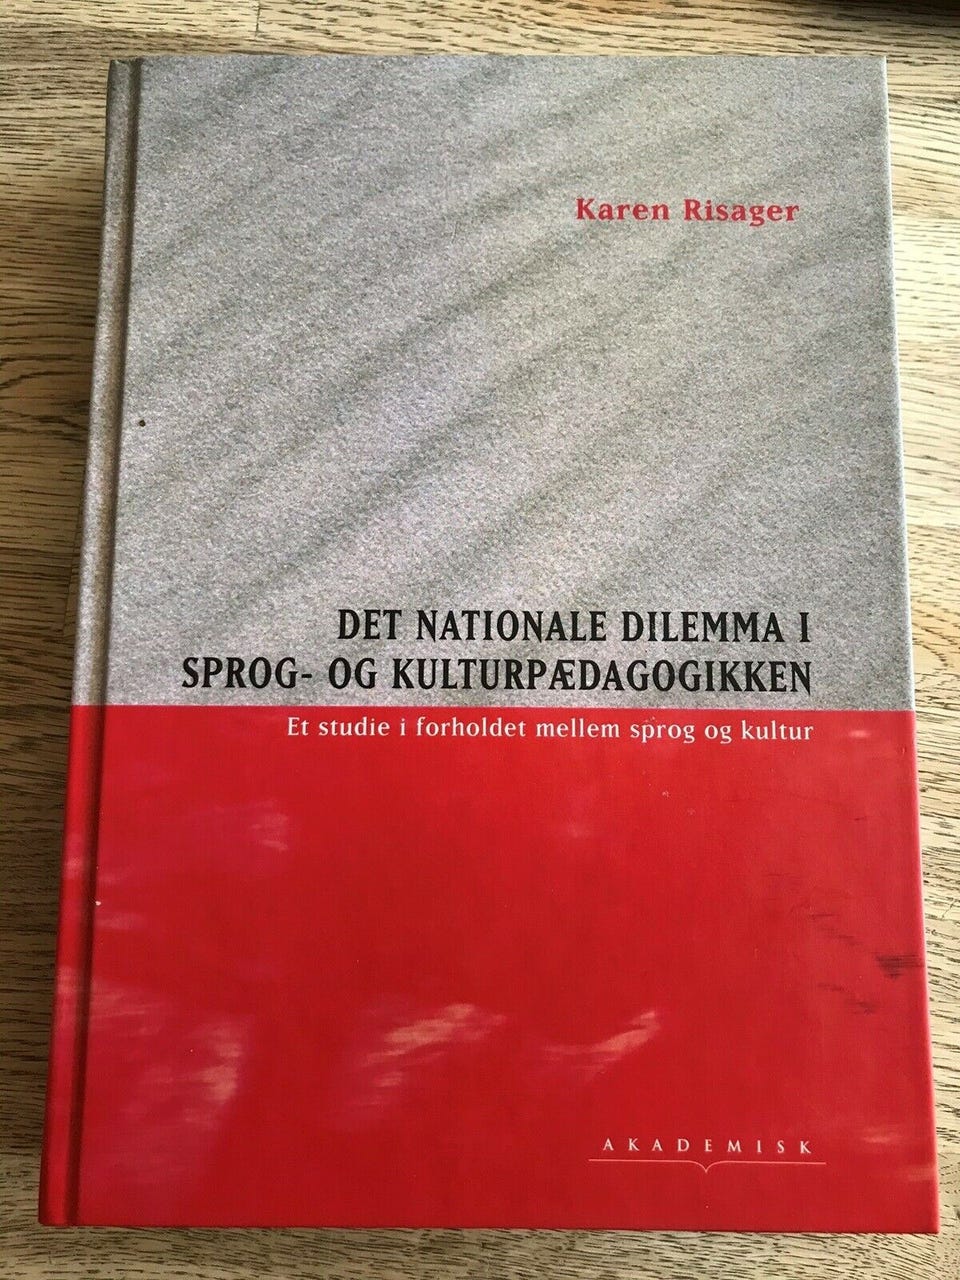 Karen Risager
DET NATIONALE DILEMMA I
SPROG- OG KULTURPÆDAGOGIKKEN
Et studie i forholdet mellem sprog og kultur
AKADEMISK